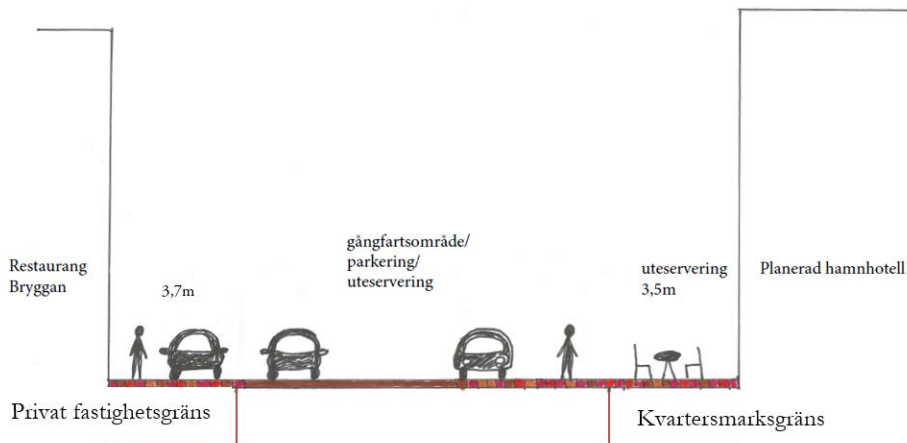 gångfartsområde/
parkering/
uteservering
Restaurang
Bryggan
3,7m
uteservering
3,5m
Planerad hamnhotell
Privat fastighetsgräns
Kvartersmarksgräns